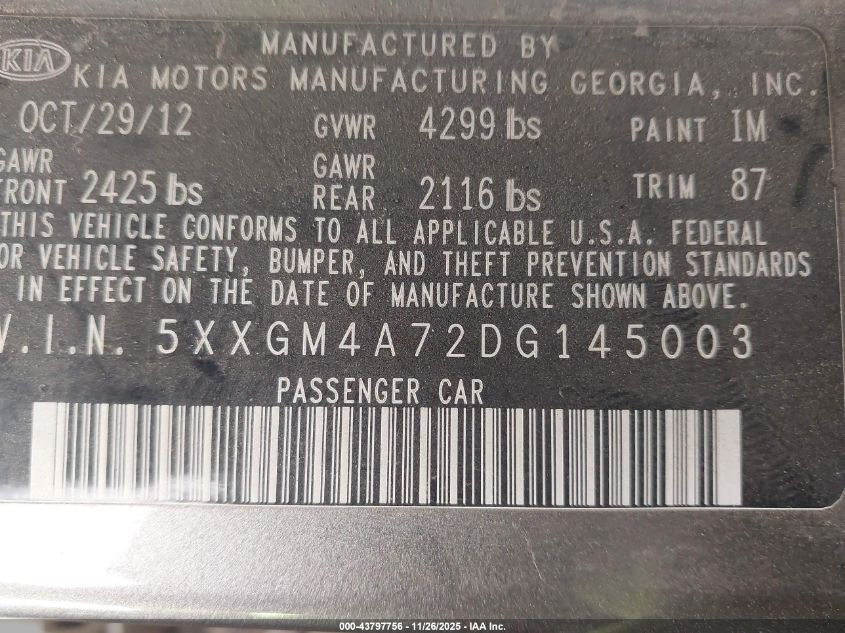 MANUFACTURED BY
KIA KIA MOTORS MANUFACTURING GEORGIA, INC.
OCT/29/12 GVWR 4299 lbs PAINT IM
GAWR FRONT 2425 lbs GAWR REAR 2116 lbs TRIM 87
THIS VEHICLE CONFORMS TO ALL APPLICABLE U.S.A. FEDERAL
OR VEHICLE SAFETY, BUMPER, AND THEFT PREVENTION STANDARDS
IN EFFECT ON THE DATE OF MANUFACTURE SHOWN ABOVE.
V.I.N. 5XXGM4A72DG145003
PASSENGER CAR
000-43797756 - 11/26/2025 - IAA Inc.